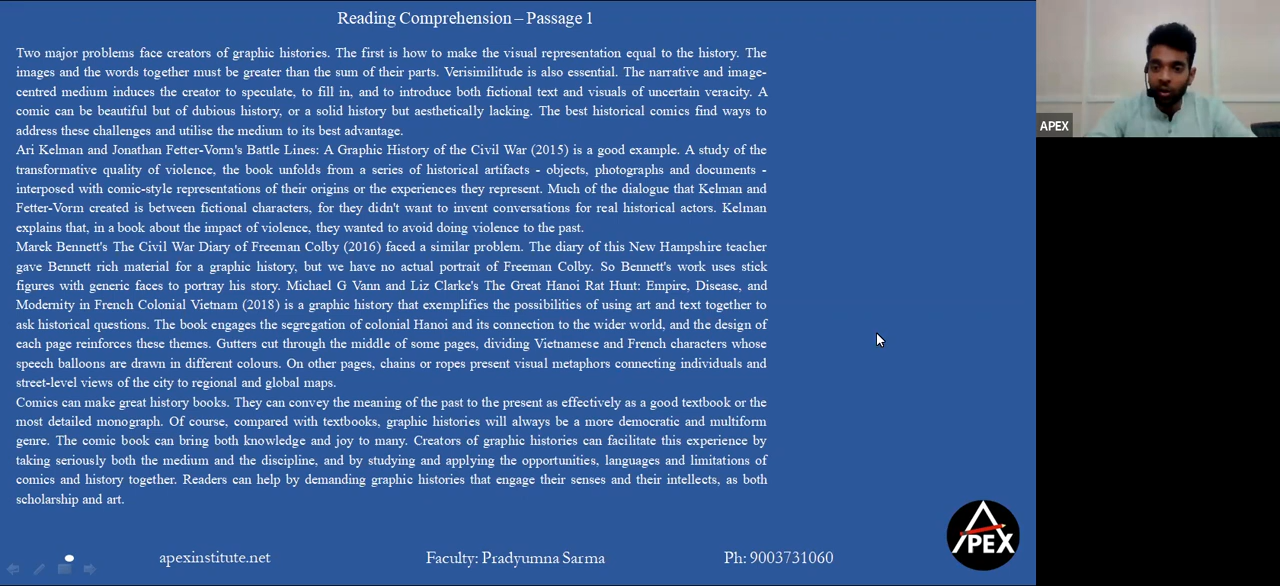 Reading Comprehension – Passage 1
Two major problems face creators of graphic histories. The first is how to make the visual representation equal to the history. The
images and the words together must be greater than the sum of their parts. Verisimilitude is also essential. The narrative and image-
centred medium induces the creator to speculate, to fill in, and to introduce both fictional text and visuals of uncertain veracity. A
comic can be beautiful but of dubious history, or a solid history but aesthetically lacking. The best historical comics find ways to
address these challenges and utilise the medium to its best advantage.
Ari Kelman and Jonathan Fetter-Vorm's Battle Lines: A Graphic History of the Civil War (2015) is a good example. A study of the
transformative quality of violence, the book unfolds from a series of historical artifacts - objects, photographs and documents -
interposed with comic-style representations of their origins or the experiences they represent. Much of the dialogue that Kelman and
Fetter-Vorm created is between fictional characters, for they didn't want to invent conversations for real historical actors. Kelman
explains that, in a book about the impact of violence, they wanted to avoid doing violence to the past.
Marek Bennett's The Civil War Diary of Freeman Colby (2016) faced a similar problem. The diary of this New Hampshire teacher
gave Bennett rich material for a graphic history, but we have no actual portrait of Freeman Colby. So Bennett's work uses stick
figures with generic faces to portray his story. Michael G Vann and Liz Clarke's The Great Hanoi Rat Hunt: Empire, Disease, and
Modernity in French Colonial Vietnam (2018) is a graphic history that exemplifies the possibilities of using art and text together to
ask historical questions. The book engages the segregation of colonial Hanoi and its connection to the wider world, and the design of
each page reinforces these themes. Gutters cut through the middle of some pages, dividing Vietnamese and French characters whose
speech balloons are drawn in different colours. On other pages, chains or ropes present visual metaphors connecting individuals and
street-level views of the city to regional and global maps.
Comics can make great history books. They can convey the meaning of the past to the present as effectively as a good textbook or the
most detailed monograph. Of course, compared with textbooks, graphic histories will always be a more democratic and multiform
genre. The comic book can bring both knowledge and joy to many. Creators of graphic histories can facilitate this experience by
taking seriously both the medium and the discipline, and by studying and applying the opportunities, languages and limitations of
comics and history together. Readers can help by demanding graphic histories that engage their senses and their intellects, as both
scholarship and art.
apexinstitute.net
Faculty: Pradyumna Sarma
Ph: 9003731060
APEX
APEX